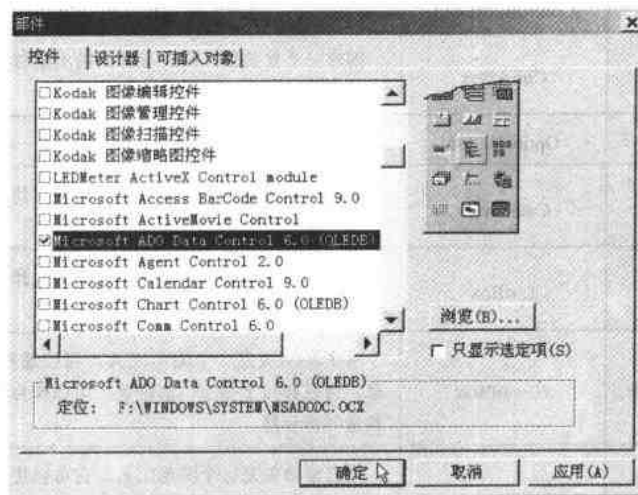 部件
控件 设计器 可插入对象
Kodak 图像编辑控件
Kodak 图像管理控件
Kodak 图像扫描控件
Kodak 图像缩略图控件
LEDMeter ActiveX Control module
Microsoft Access BarCode Control 9.0
Microsoft ActiveMovie Control
Microsoft ADO Data Control 6.0 (OLEDB)
Microsoft Agent Control 2.0
Microsoft Calendar Control 9.0
Microsoft Chart Control 6.0 (OLEDB)
Microsoft Comm Control 6.0
浏览(B)...
只显示选定项(S)
Microsoft ADO Data Control 6.0 (OLEDB)
定位: F:\WINDOWS\SYSTEM\MSADODC.OCX
确定 取消 应用(A)